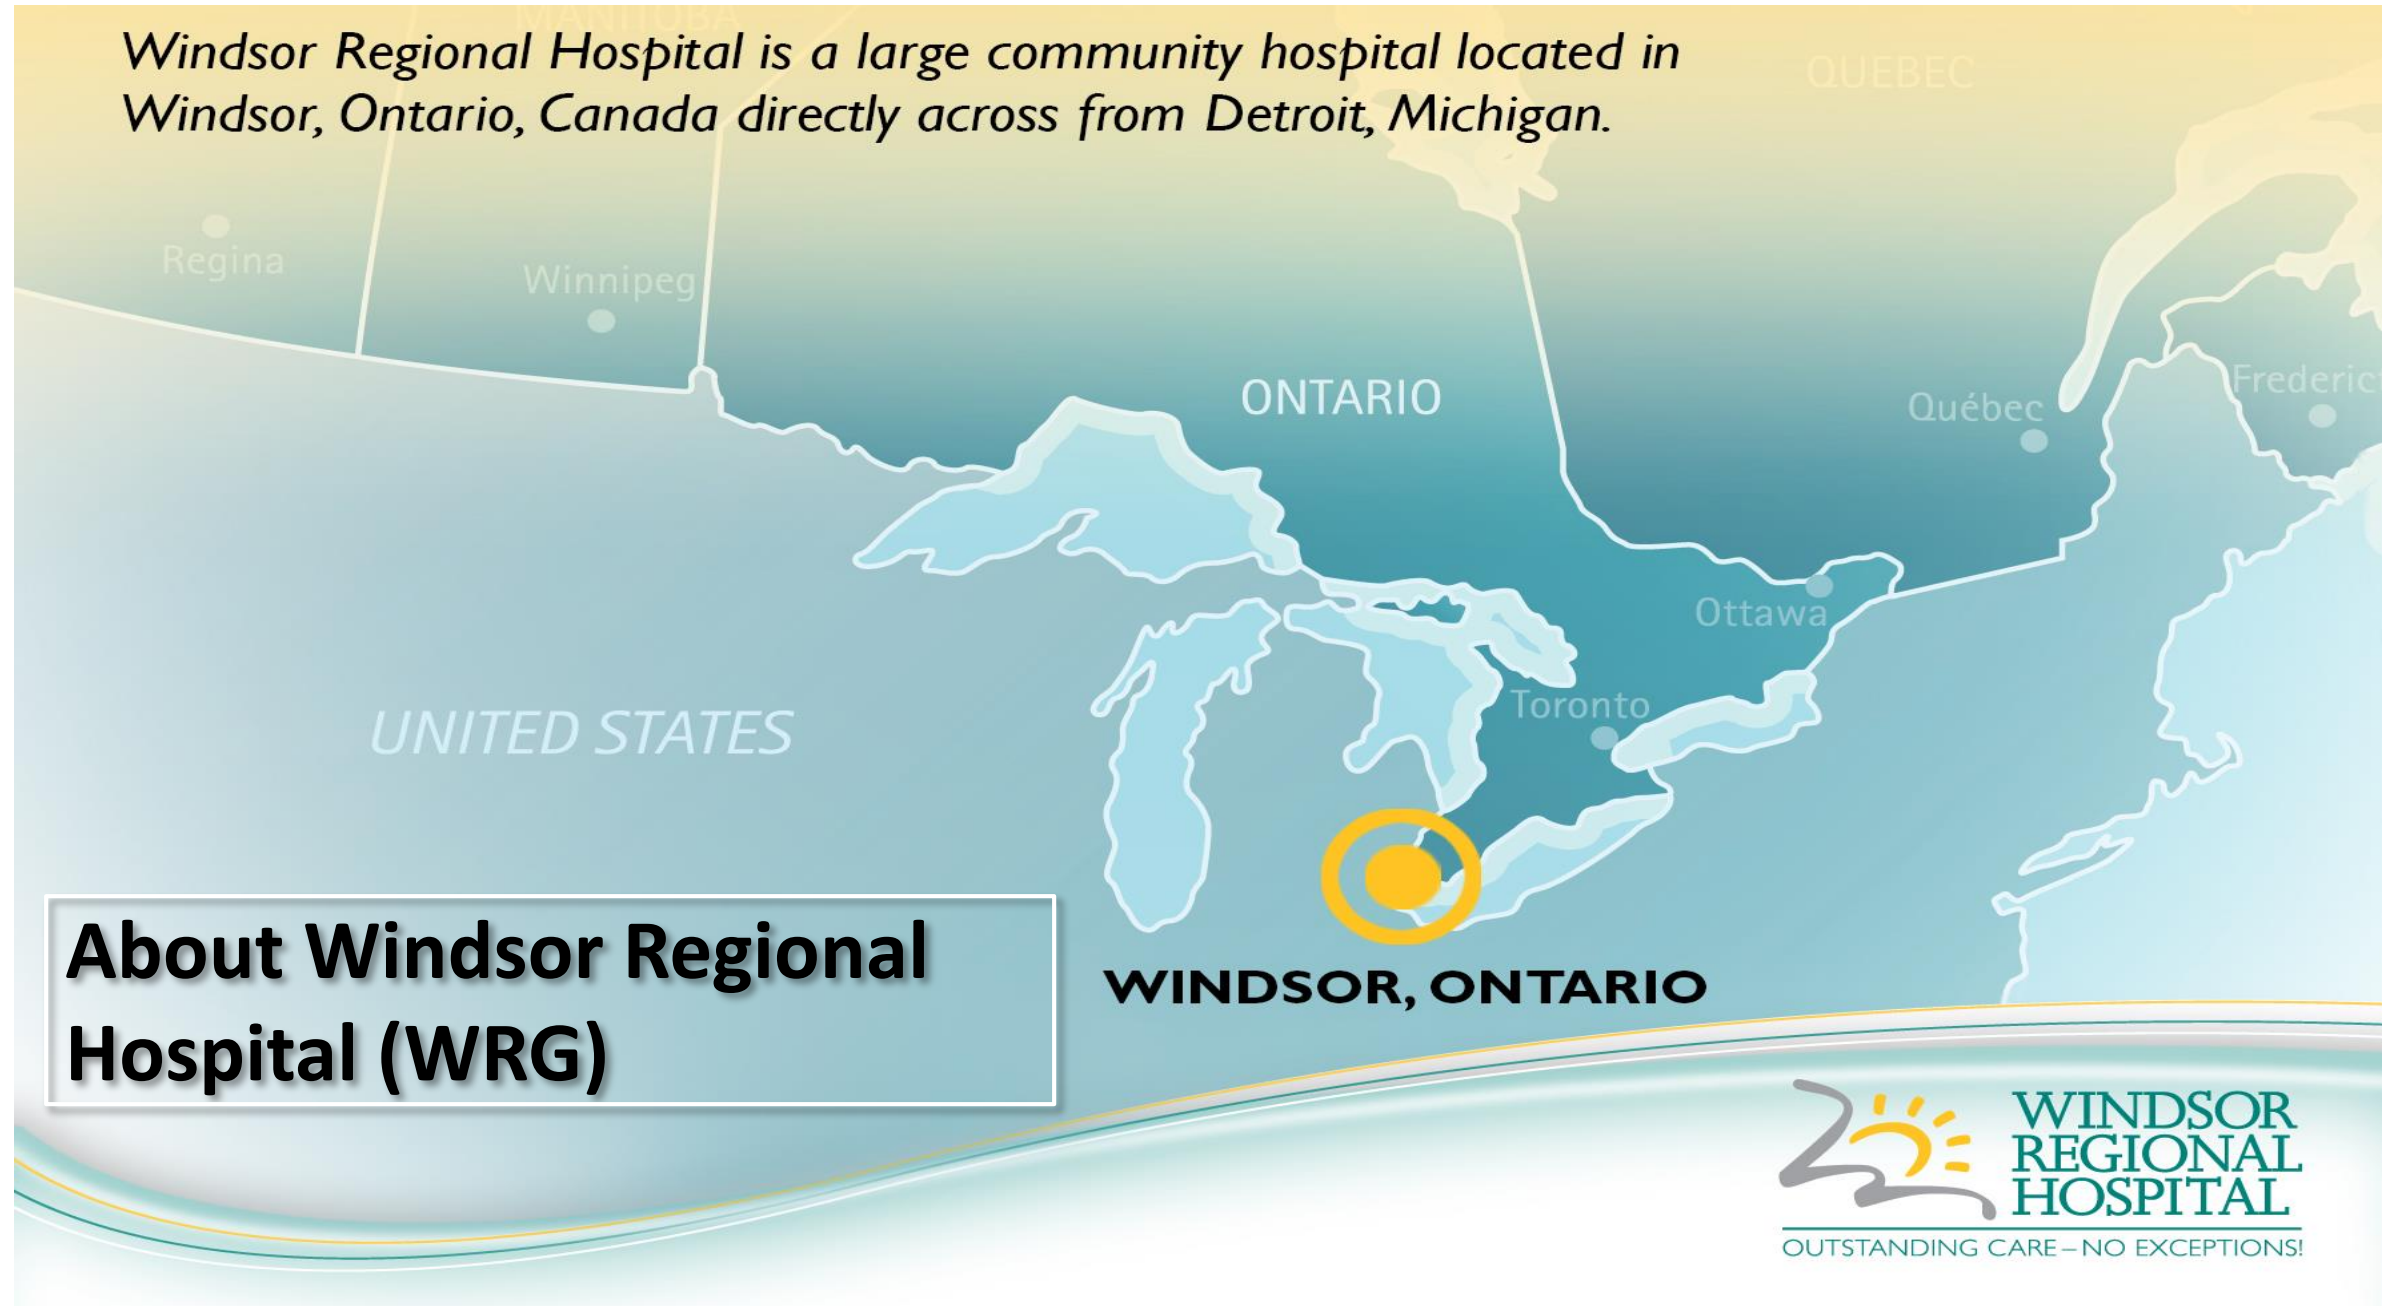 MANITOBA
Windsor Regional Hospital is a large community hospital located in
Windsor, Ontario, Canada directly across from Detroit, Michigan.
QUEBEC
Regina
Winnipeg
ONTARIO
Québec
Frederic
Ottawa
Toronto
UNITED STATES
WINDSOR, ONTARIO
About Windsor Regional
Hospital (WRG)
WINDSOR
REGIONAL
HOSPITAL
OUTSTANDING CARE–NO EXCEPTIONS!